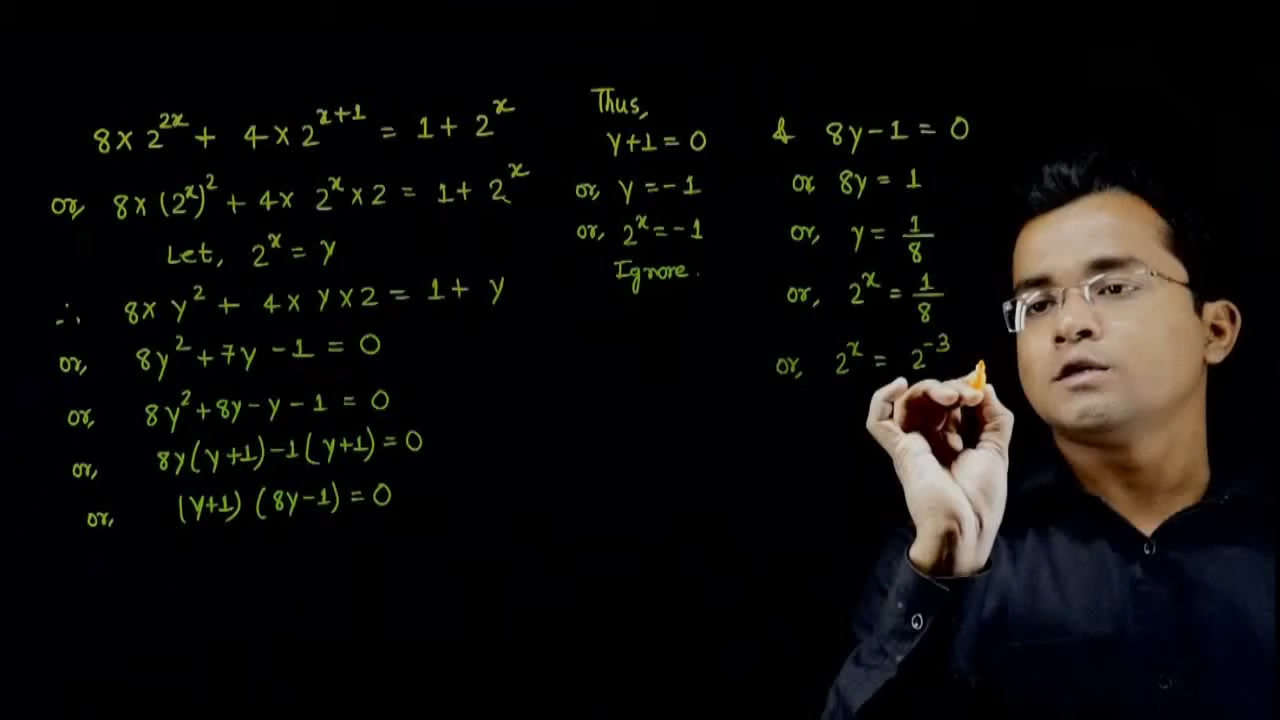 8 × 2^{2x} + 4 × 2^{x+1} = 1 + 2^x
or, 8 × (2^x)^2 + 4 × 2^x × 2 = 1 + 2^x
Let, 2^x = y
∴ 8 × y^2 + 4 × y × 2 = 1 + y
or, 8y^2 + 7y - 1 = 0
or, 8y^2 + 8y - y - 1 = 0
or, 8y(y+1) - 1(y+1) = 0
or, (y+1) (8y-1) = 0
Thus,
y+1 = 0
or, y = -1
or, 2^x = -1
Ignore.
& 8y - 1 = 0
or 8y = 1
or, y = 1/8
or, 2^x = 1/8
or, 2^x = 2^{-3}